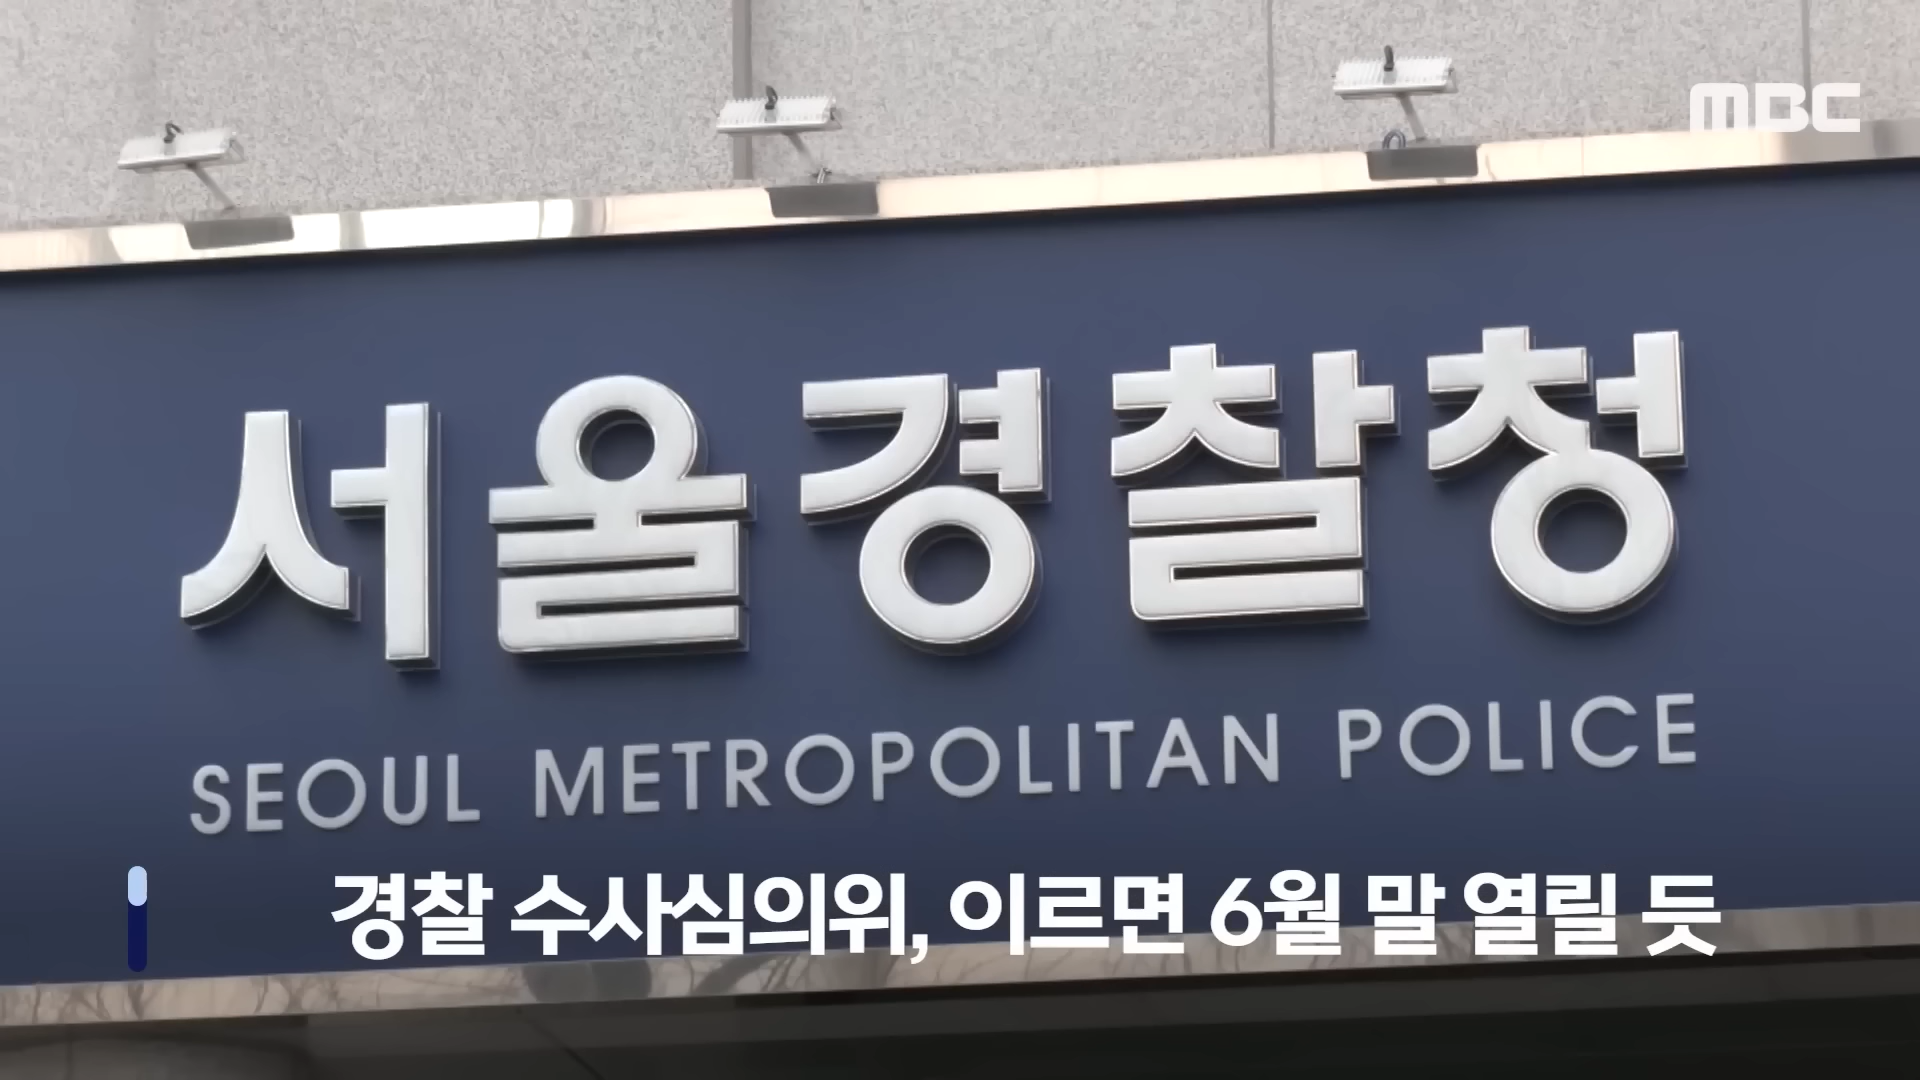 MBC
서울경찰청
SEOUL METROPOLITAN POLICE
경찰 수사심의위, 이르면 6월 말 열릴 듯